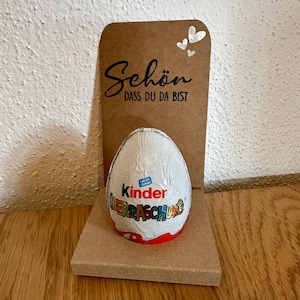 Schön
DASS DU DA BIST
Kinder
ÜBERRASCHUNG